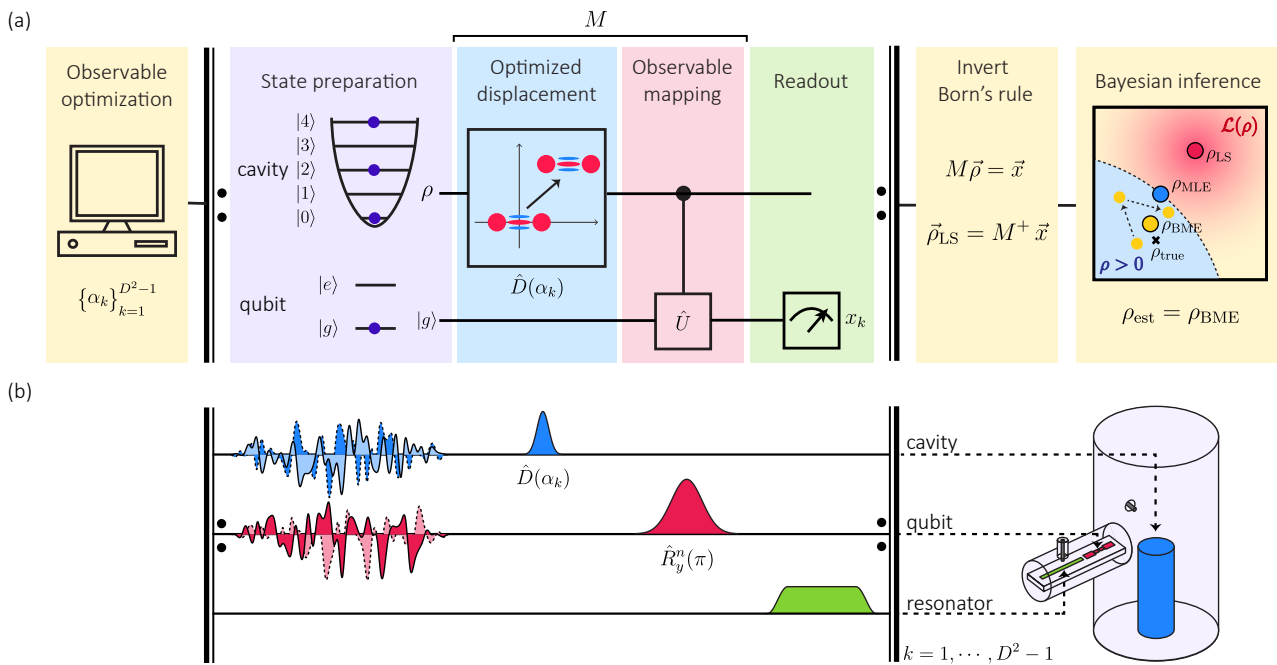 (a)
M
Observable
optimization
State preparation
Optimized
displacement
Observable
mapping
Readout
Invert
Born's rule
Bayesian inference
|4⟩
|3⟩
|2⟩
|1⟩
|0⟩
cavity
ρ
D̂(α_k)
{α_k}_{k=1}^{D²−1}
qubit
|e⟩
|g⟩
|g⟩
Û
x_k
Mρ⃗ = x⃗
ρ⃗_LS = M⁺ x⃗
ℒ(ρ)
ρ_LS
ρ_MLE
ρ_BME
ρ_true
ρ > 0
ρ_est = ρ_BME
(b)
D̂(α_k)
R̂_y^n(π)
cavity
qubit
resonator
k = 1, ⋯ , D² − 1